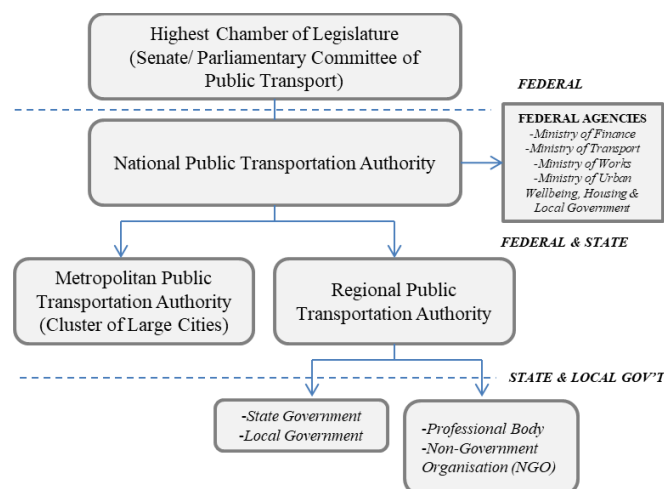 Highest Chamber of Legislature
(Senate/ Parliamentary Committee of
Public Transport)
FEDERAL
FEDERAL AGENCIES
-Ministry of Finance
-Ministry of Transport
-Ministry of Works
-Ministry of Urban
Wellbeing, Housing &
Local Government
National Public Transportation Authority
FEDERAL & STATE
Metropolitan Public
Transportation Authority
(Cluster of Large Cities)
Regional Public
Transportation Authority
STATE & LOCAL GOV'T
-State Government
-Local Government
-Professional Body
-Non-Government
Organisation (NGO)